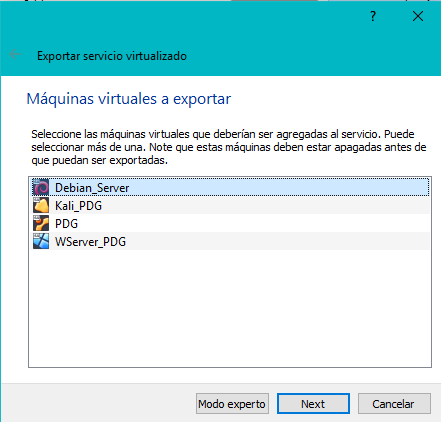 ?
Exportar servicio virtualizado
Máquinas virtuales a exportar
Seleccione las máquinas virtuales que deberían ser agregadas al servicio. Puede
seleccionar más de una. Note que estas máquinas deben estar apagadas antes de
que puedan ser exportadas.
Debian_Server
Kali_PDG
PDG
WServer_PDG
Modo experto Next Cancelar